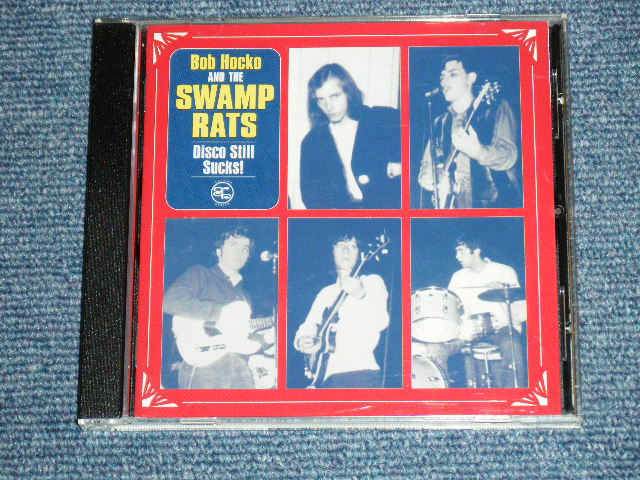 Bob Hocko
AND THE
SWAMP
RATS
Disco Still
Sucks!